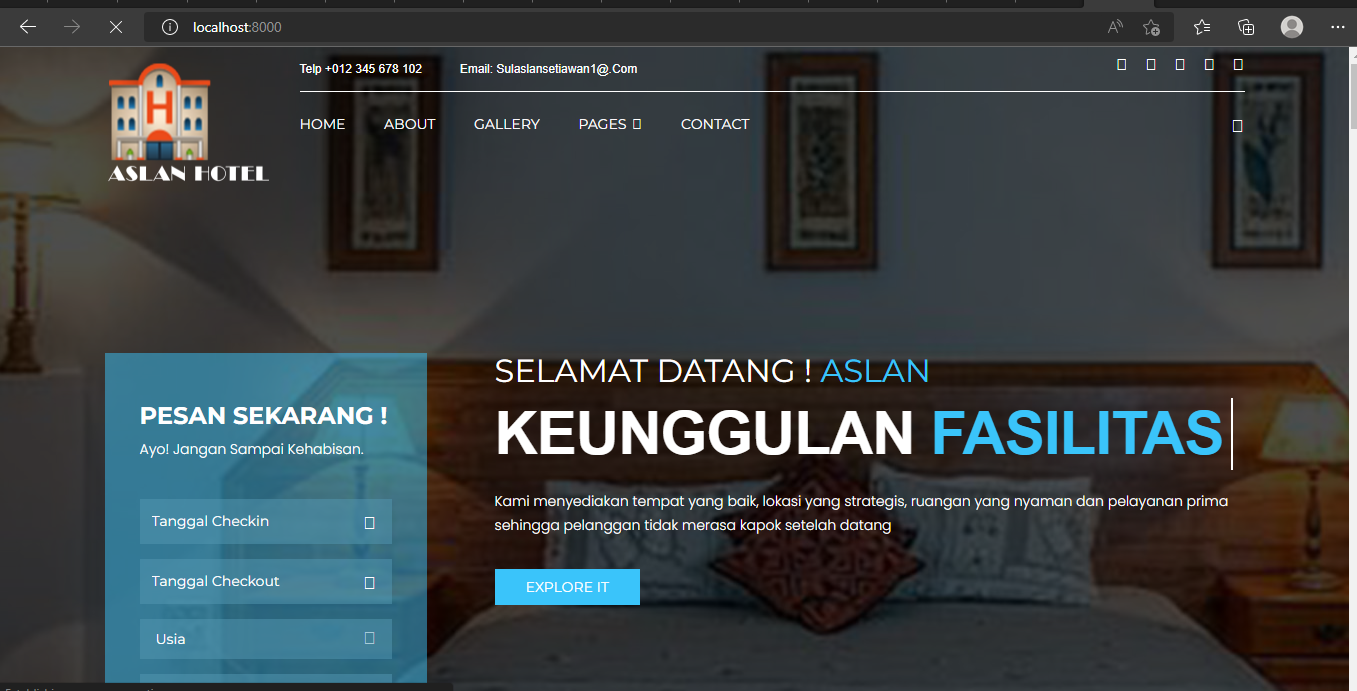 localhost:8000
Telp +012 345 678 102 Email: Sulaslansetiawan1@.Com
H
ASLAN HOTEL
HOME ABOUT GALLERY PAGES CONTACT
SELAMAT DATANG ! ASLAN
KEUNGGULAN FASILITAS
Kami menyediakan tempat yang baik, lokasi yang strategis, ruangan yang nyaman dan pelayanan prima
sehingga pelanggan tidak merasa kapok setelah datang
EXPLORE IT
PESAN SEKARANG !
Ayo! Jangan Sampai Kehabisan.
Tanggal Checkin
Tanggal Checkout
Usia